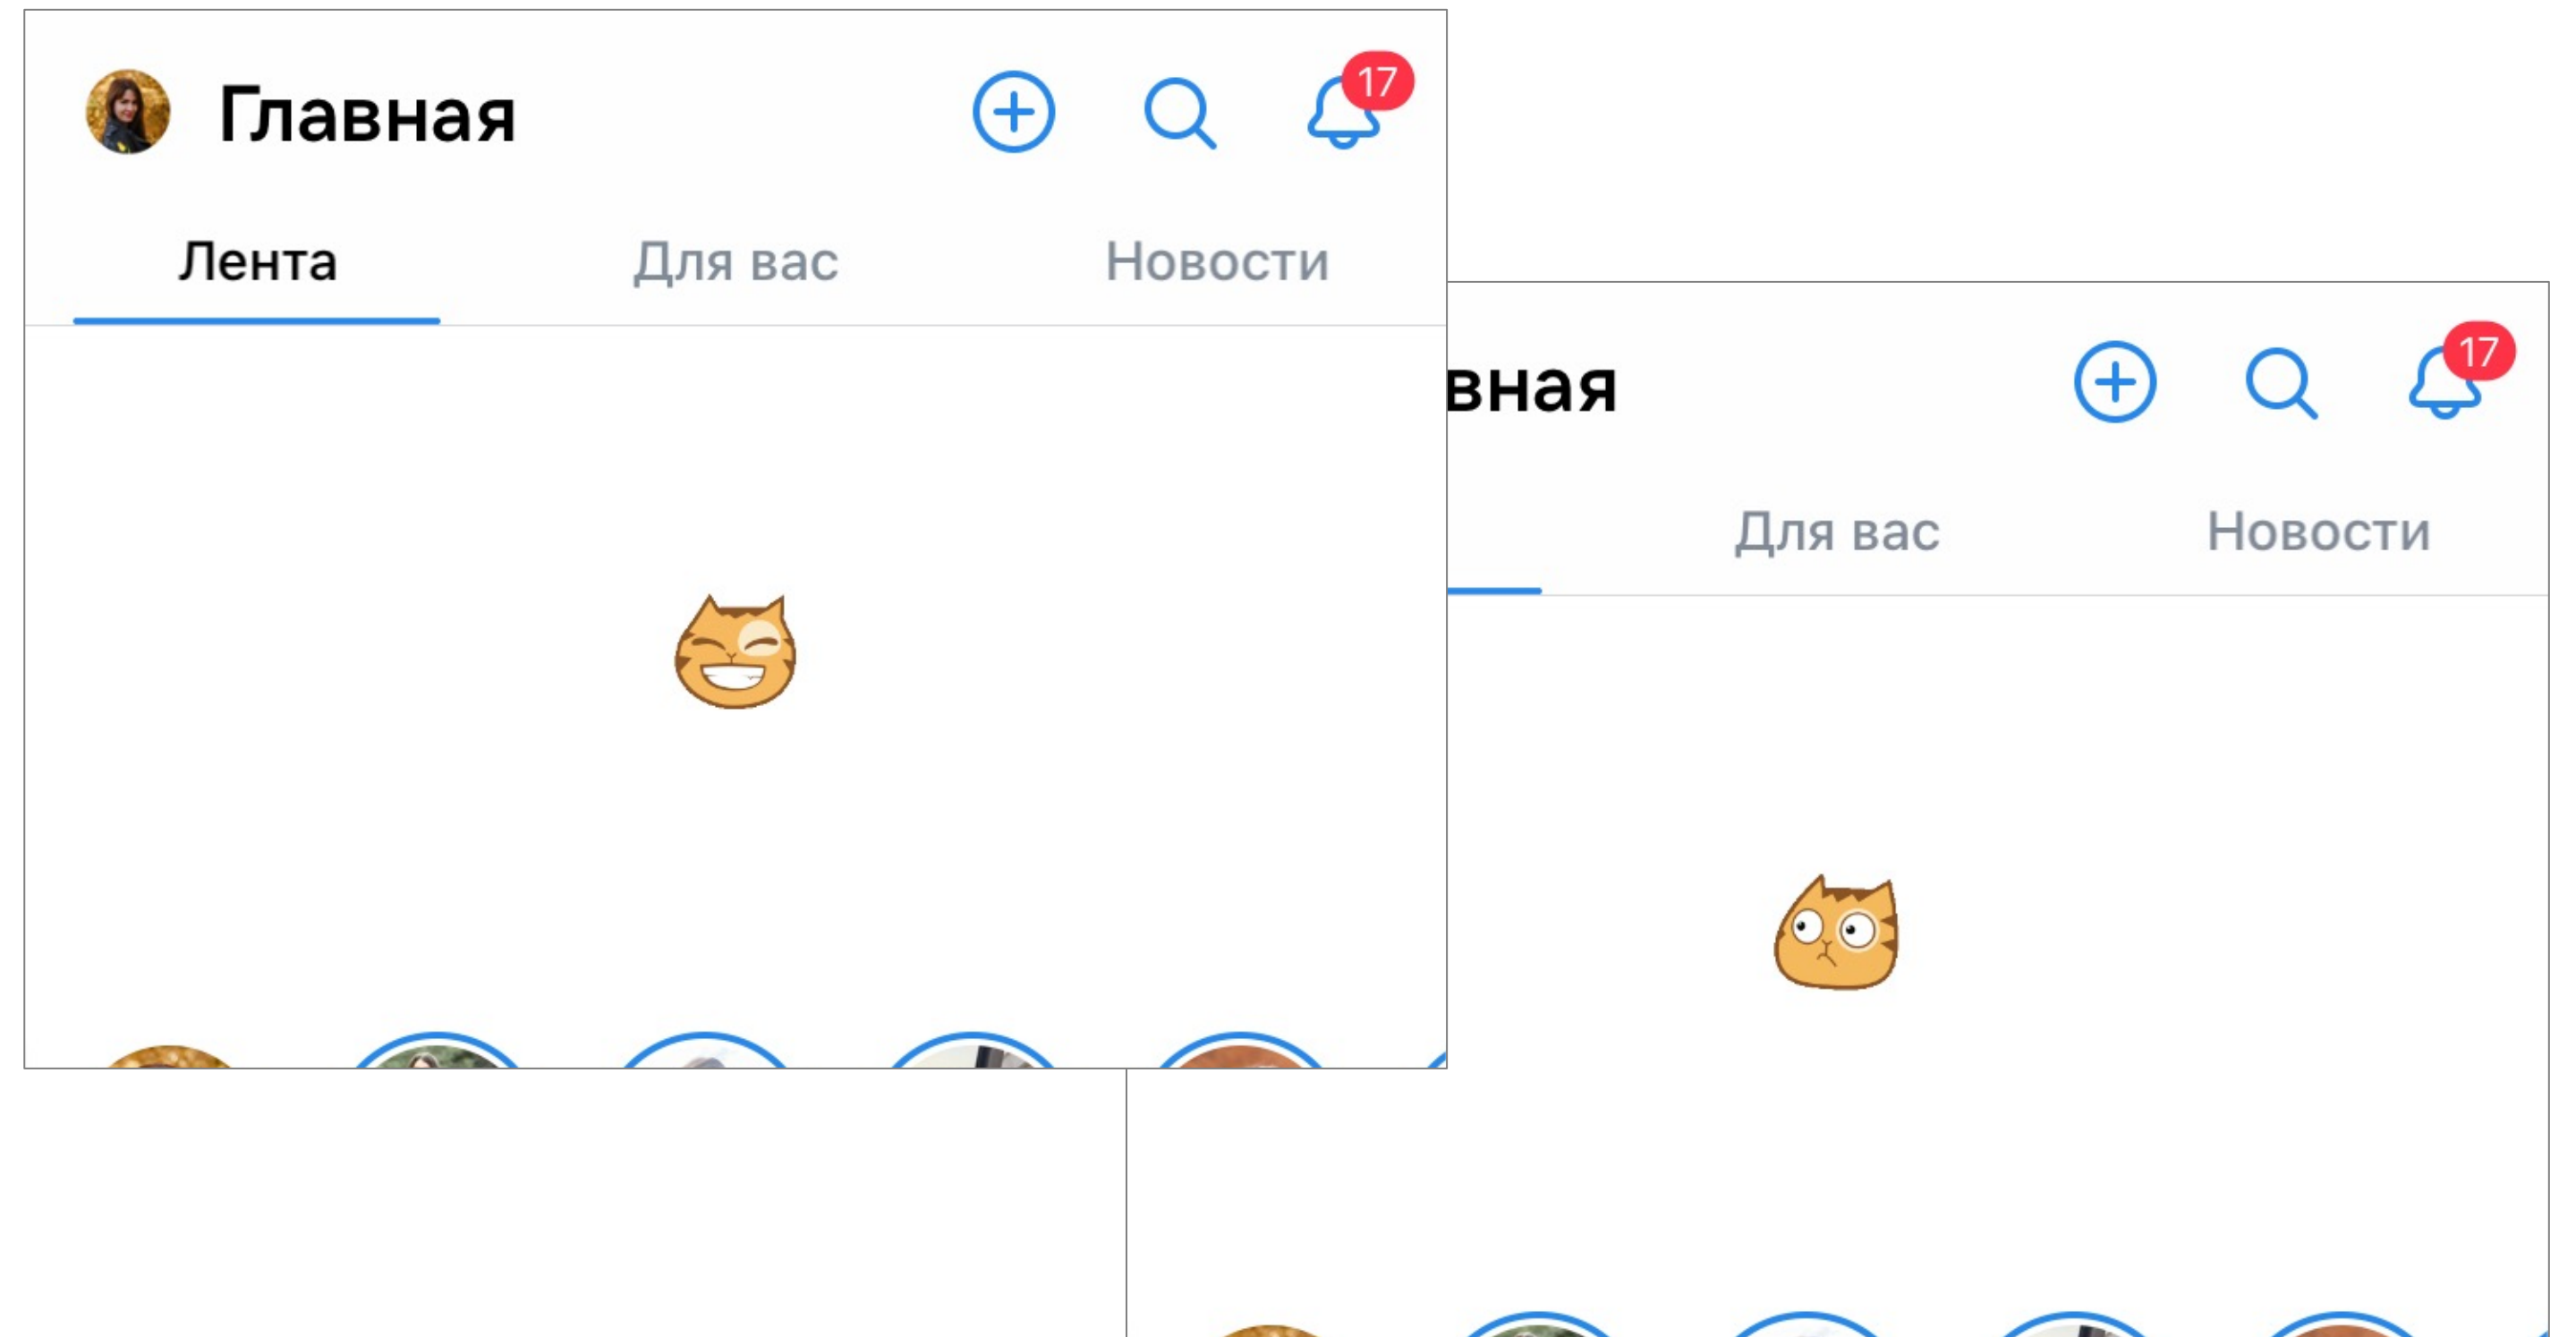 Главная 17
Лента Для вас Новости
вная 17
Для вас Новости